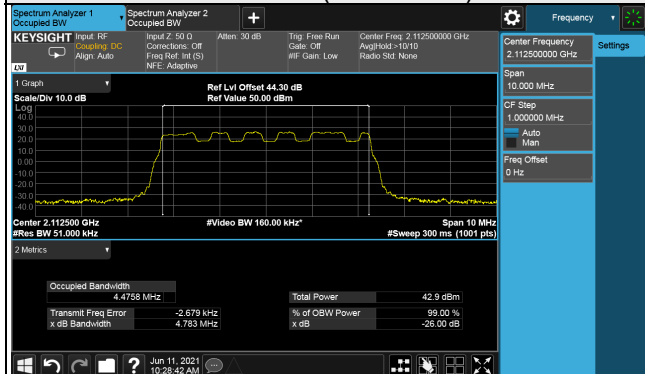 Spectrum Analyzer 1
Occupied BW
Spectrum Analyzer 2
Occupied BW
Frequency
KEYSIGHT
Input: RF
Coupling: DC
Align: Auto
Input Z: 50 Ω
Corrections: Off
Freq Ref: Int (S)
NFE: Adaptive
Atten: 30 dB
Trig: Free Run
Gate: Off
#IF Gain: Low
Center Freq: 2.112500000 GHz
Avg|Hold:>10/10
Radio Std: None
LXI
1 Graph
Scale/Div 10.0 dB
Ref Lvl Offset 44.30 dB
Ref Value 50.00 dBm
Log
40.0
30.0
20.0
10.0
0.00
-10.0
-20.0
-30.0
-40.0
Center 2.112500 GHz
#Res BW 51.000 kHz
#Video BW 160.00 kHz*
Span 10 MHz
#Sweep 300 ms (1001 pts)
2 Metrics
Occupied Bandwidth
4.4758 MHz
Transmit Freq Error -2.679 kHz
x dB Bandwidth 4.783 MHz
Total Power 42.9 dBm
% of OBW Power 99.00 %
x dB -26.00 dB
Center Frequency
2.112500000 GHz
Settings
Span
10.000 MHz
CF Step
1.000000 MHz
Auto
Man
Freq Offset
0 Hz
Jun 11, 2021
10:28:42 AM